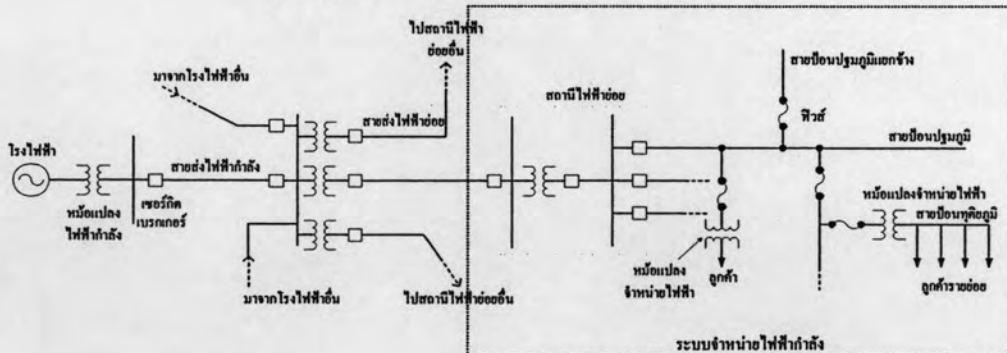 ไปสถานีไฟฟ้า
ย่อยอื่น
มาจากโรงไฟฟ้าอื่น
สายส่งไฟฟ้าย่อย
โรงไฟฟ้า
สายส่งไฟฟ้ากำลัง
หม้อแปลง
ไฟฟ้ากำลัง
เซอร์กิต
เบรกเกอร์
มาจากโรงไฟฟ้าอื่น
ไปสถานีไฟฟ้าย่อยอื่น
สถานีไฟฟ้าย่อย
สายป้อนปฐมภูมิแยกข้าง
ฟิวส์
สายป้อนปฐมภูมิ
หม้อแปลงจำหน่ายไฟฟ้า
สายป้อนทุติยภูมิ
หม้อแปลง
จำหน่ายไฟฟ้า
ลูกค้า
ลูกค้ารายย่อย
ระบบจำหน่ายไฟฟ้ากำลัง